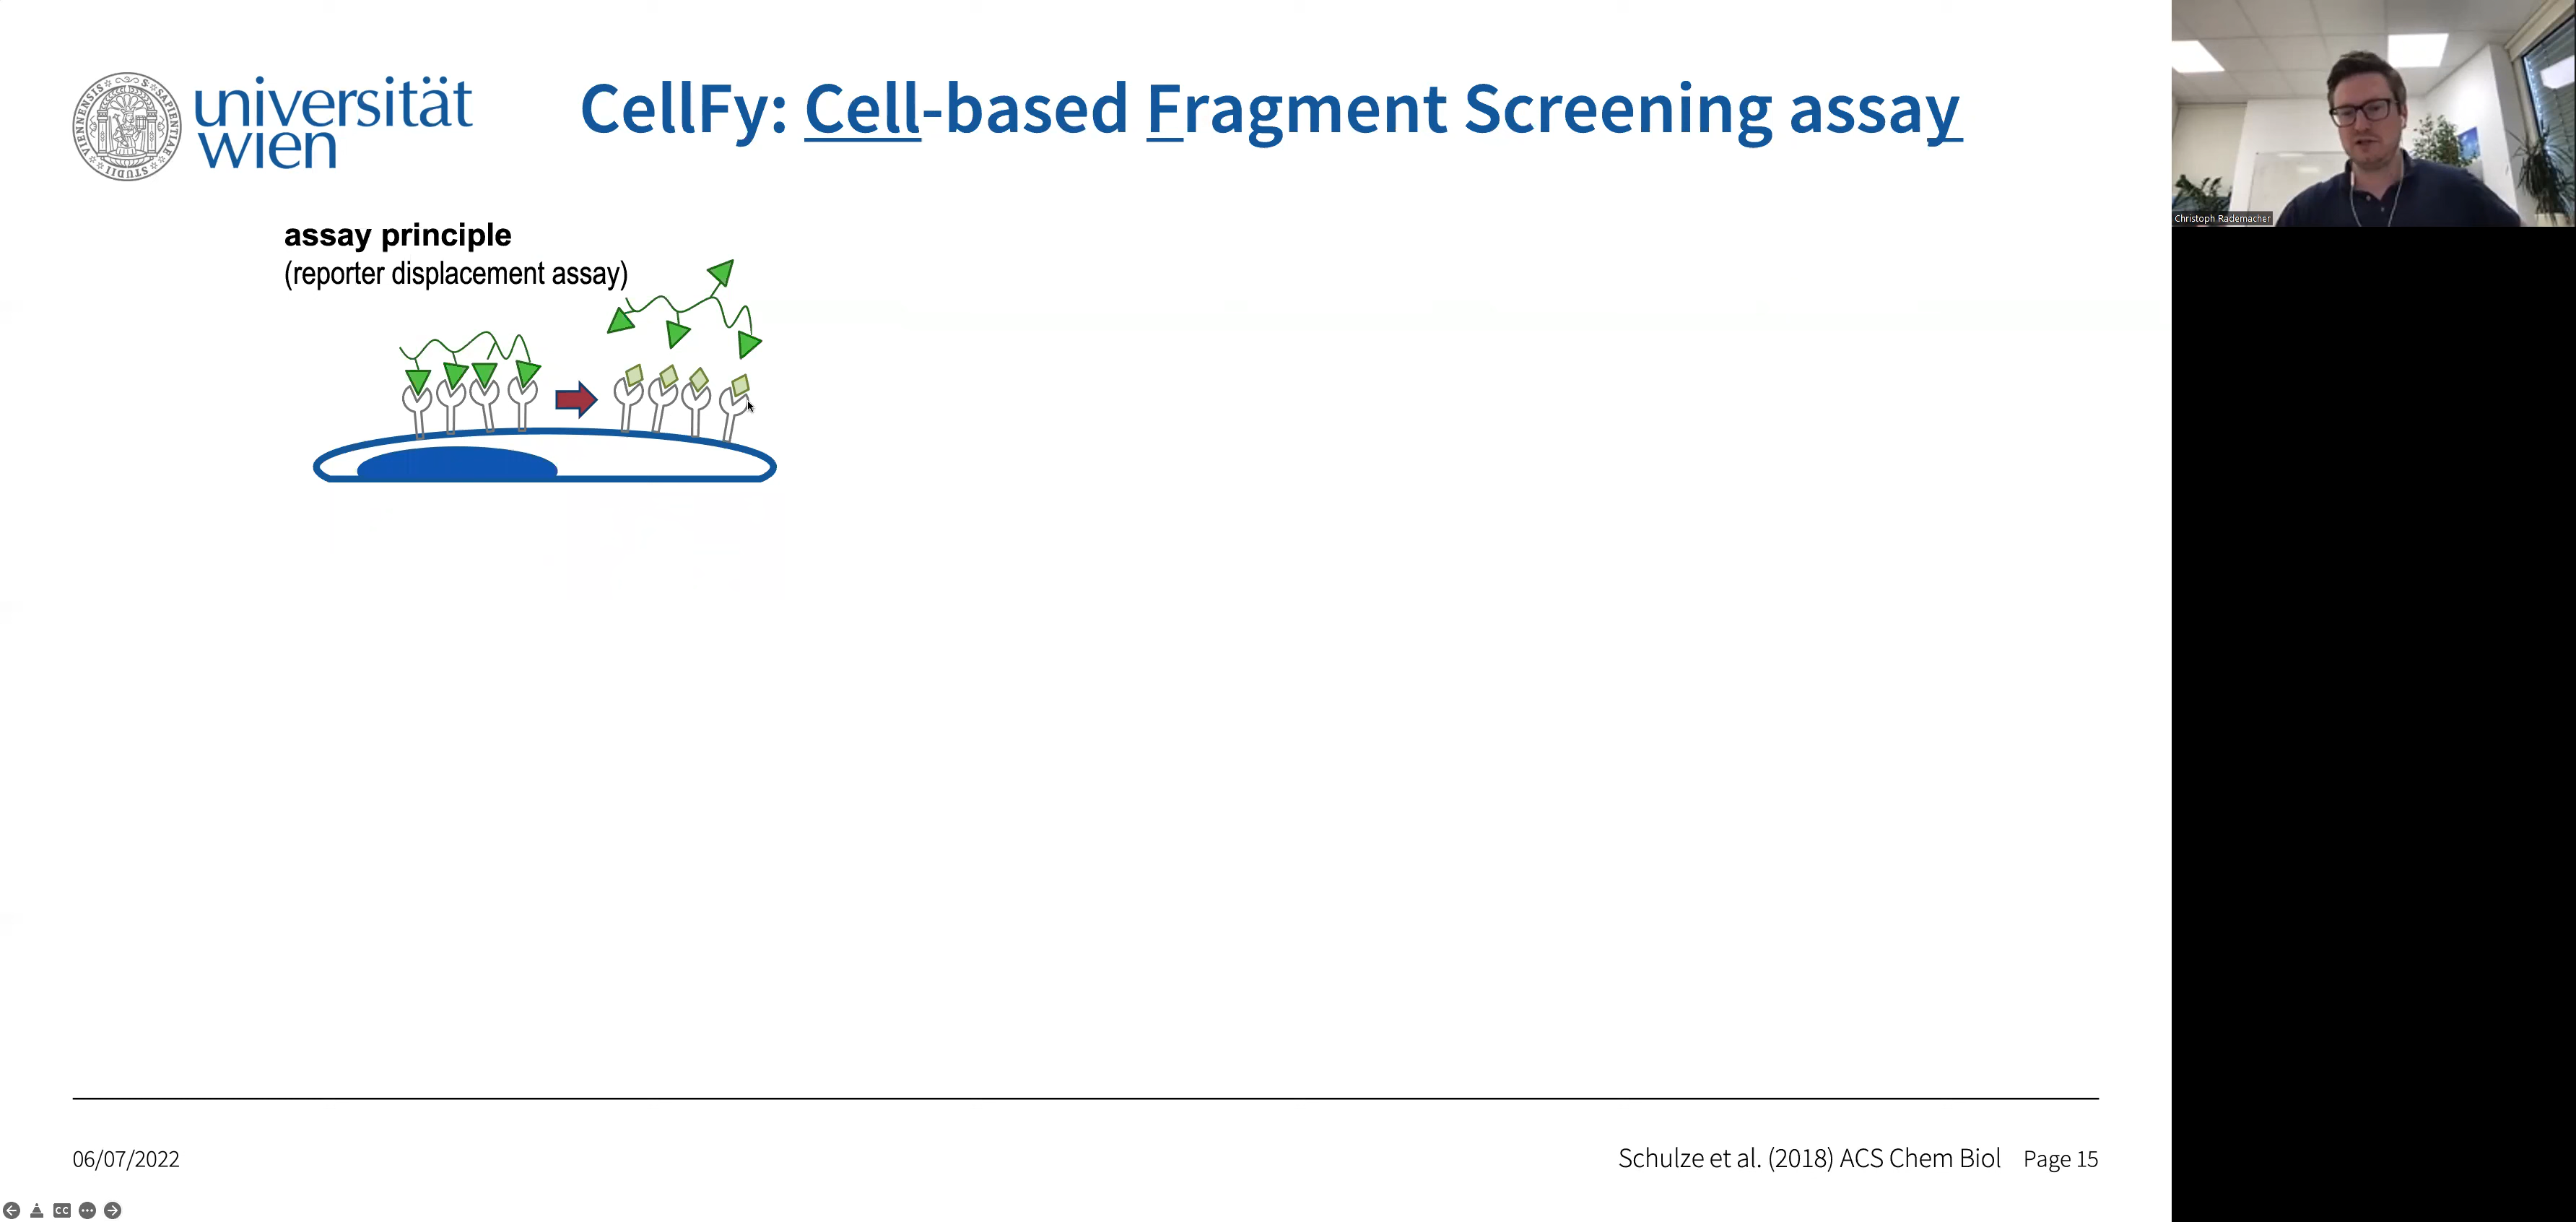 universität
wien
CellFy: Cell-based Fragment Screening assay
Christoph Rademacher
assay principle
(reporter displacement assay)
06/07/2022
Schulze et al. (2018) ACS Chem Biol
Page 15
CC